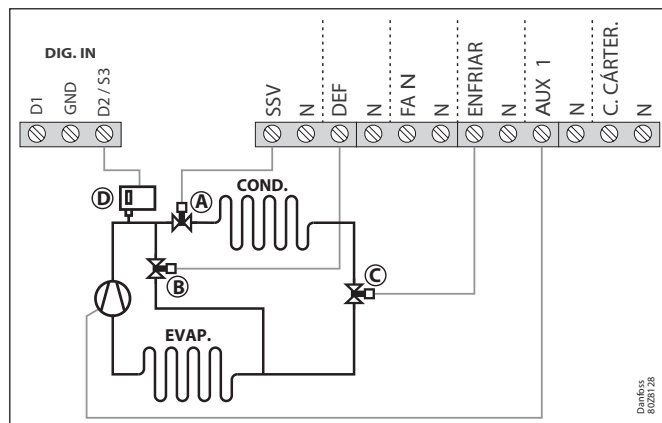 DIG. IN
D1
GND
D2 / S3
SSV
N
DEF
N
FA N
N
ENFRIAR
N
AUX 1
N
C. CÁRTER.
N
D
A
COND.
B
C
EVAP.
Danfoss
80Z8128